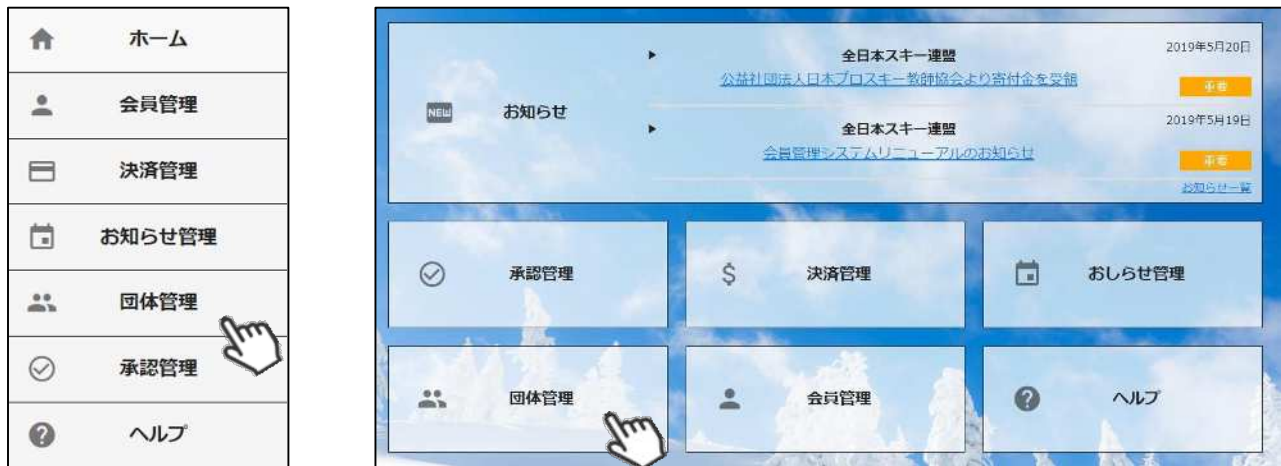 ホーム
会員管理
決済管理
お知らせ管理
団体管理
承認管理
ヘルプ
NEW
お知らせ
全日本スキー連盟
2019年5月20日
公益社団法人日本プロスキー教師協会より寄付金を受領
重要
全日本スキー連盟
2019年5月19日
会員管理システムリニューアルのお知らせ
重要
お知らせ一覧
承認管理
$
決済管理
おしらせ管理
団体管理
会員管理
?
ヘルプ